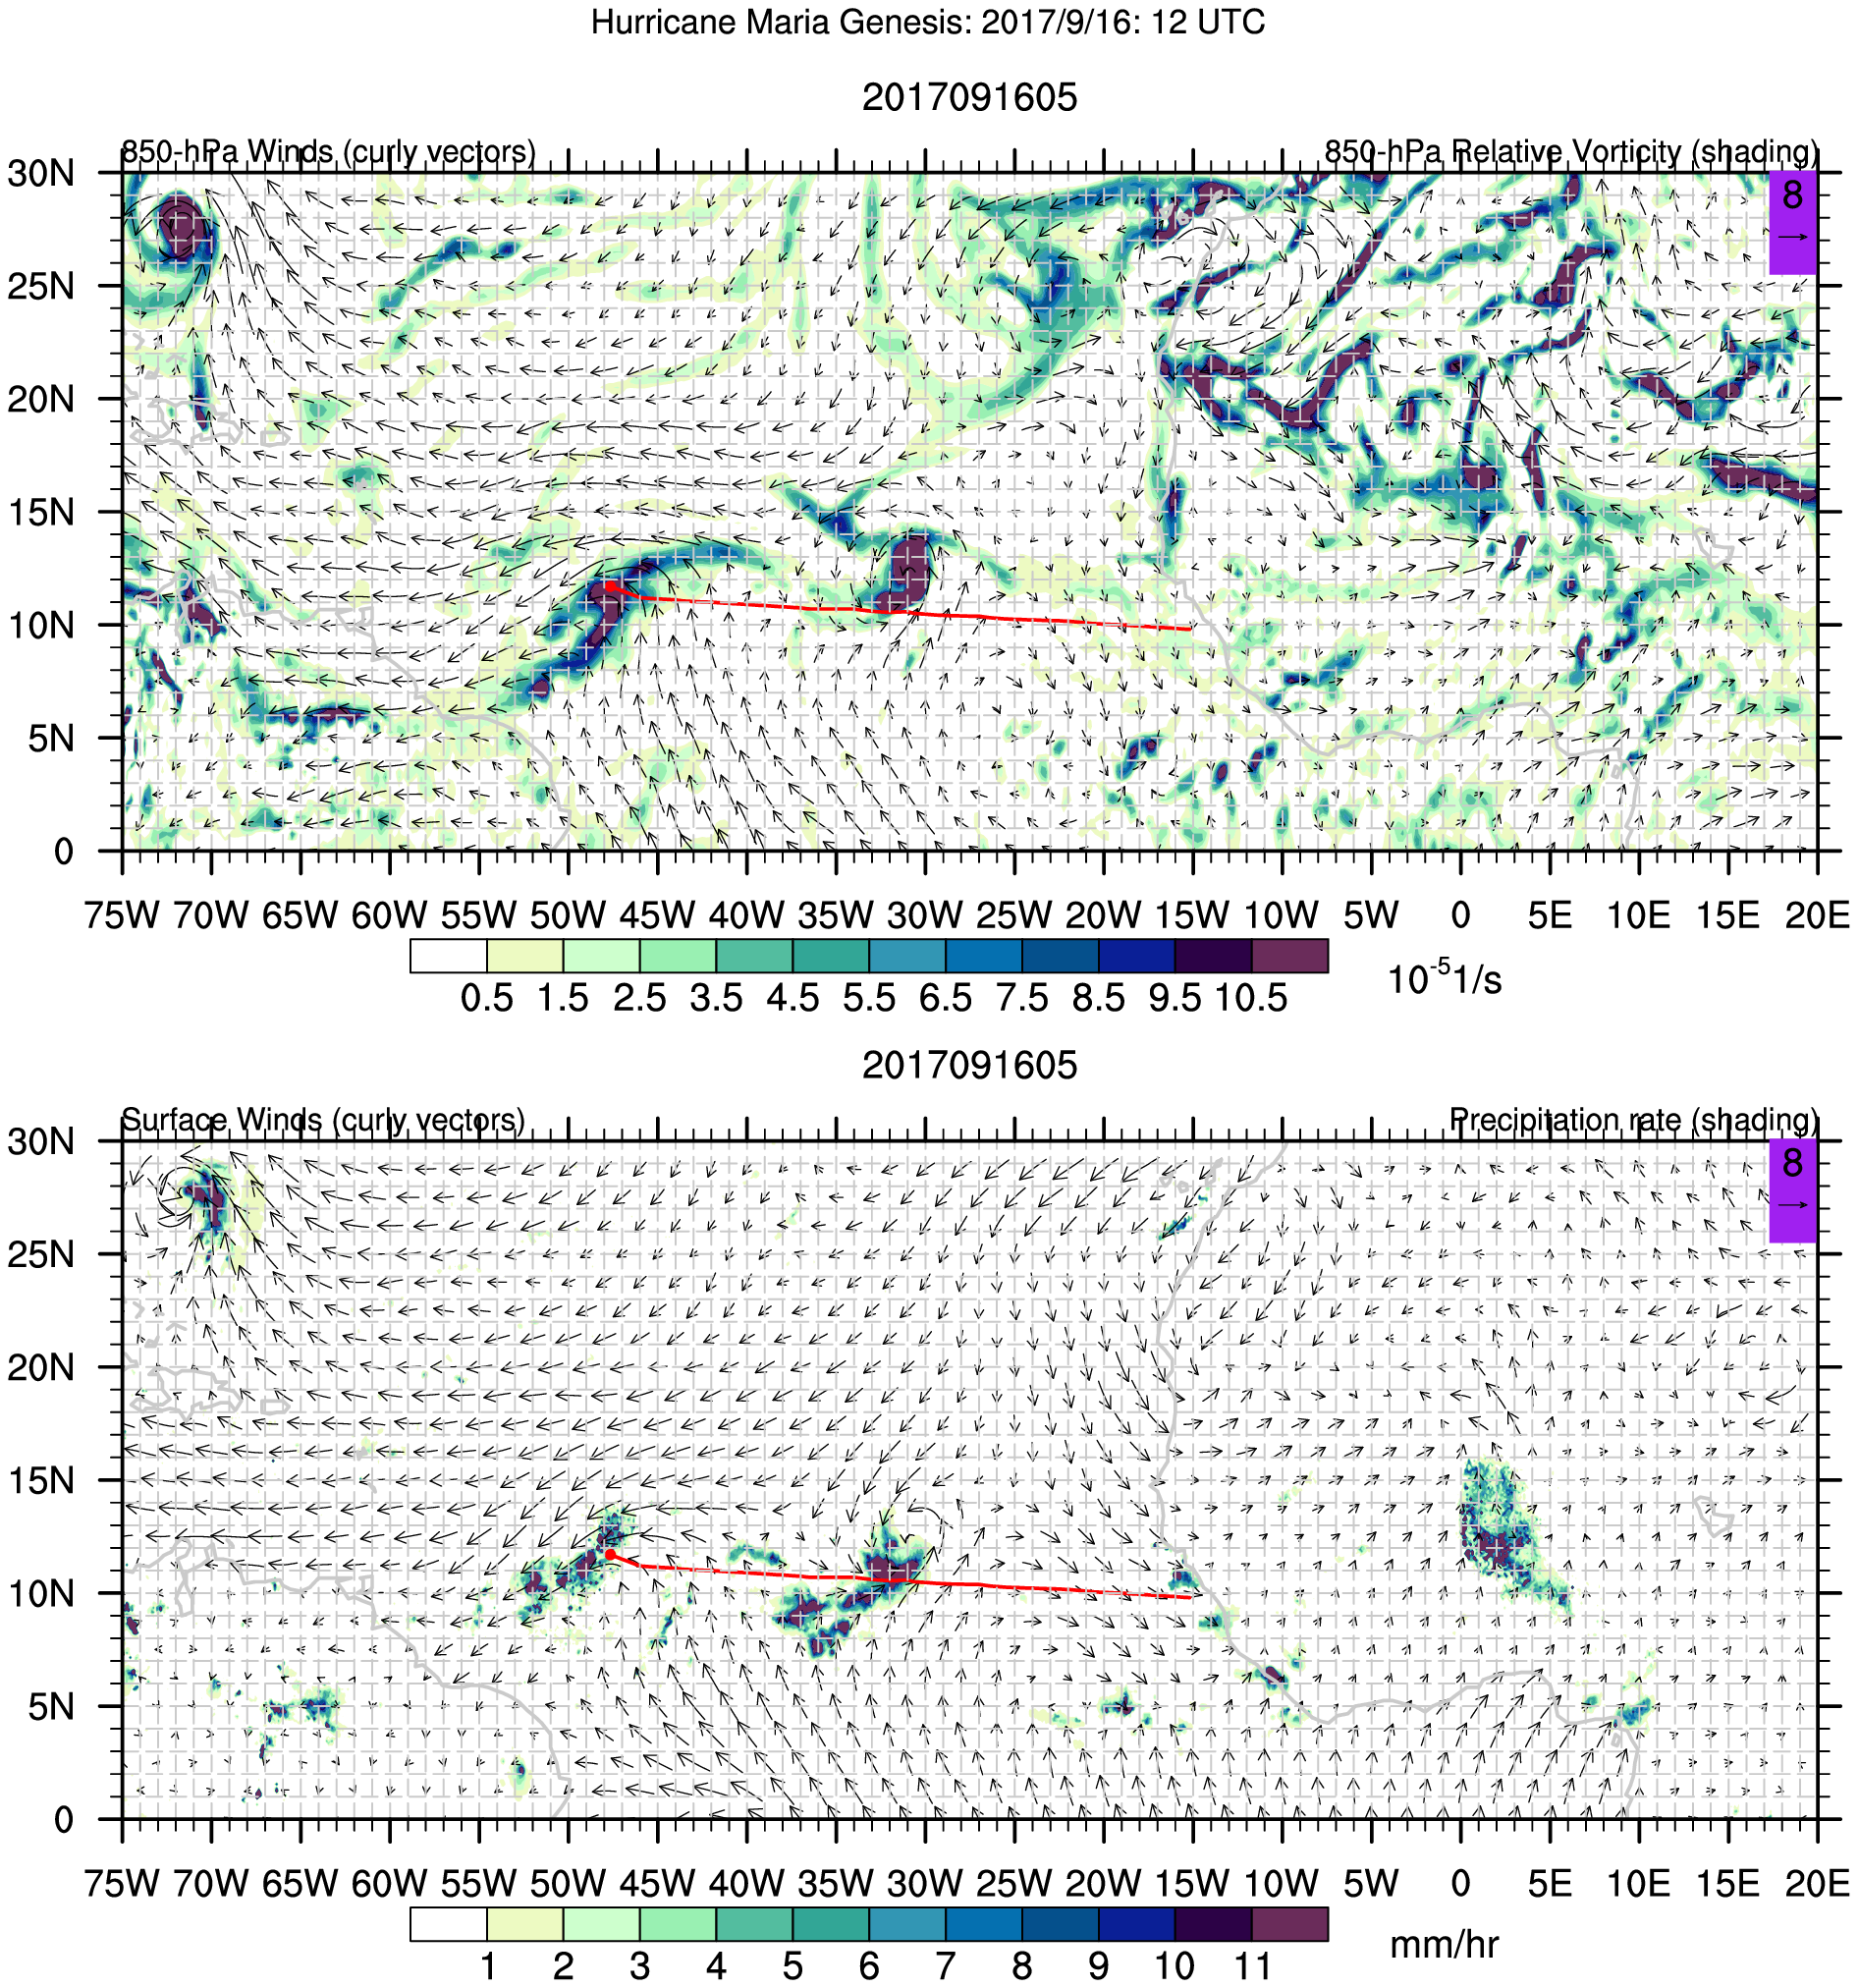 Hurricane Maria Genesis: 2017/9/16: 12 UTC
2017091605
850-hPa Winds (curly vectors) 850-hPa Relative Vorticity (shading)
30N
8
25N
20N
15N
10N
5N
0
75W 70W 65W 60W 55W 50W 45W 40W 35W 30W 25W 20W 15W 10W 5W 0 5E 10E 15E 20E
0.5 1.5 2.5 3.5 4.5 5.5 6.5 7.5 8.5 9.5 10.5
10-51/s
2017091605
Surface Winds (curly vectors) Precipitation rate (shading)
30N
8
25N
20N
15N
10N
5N
0
75W 70W 65W 60W 55W 50W 45W 40W 35W 30W 25W 20W 15W 10W 5W 0 5E 10E 15E 20E
1 2 3 4 5 6 7 8 9 10 11
mm/hr